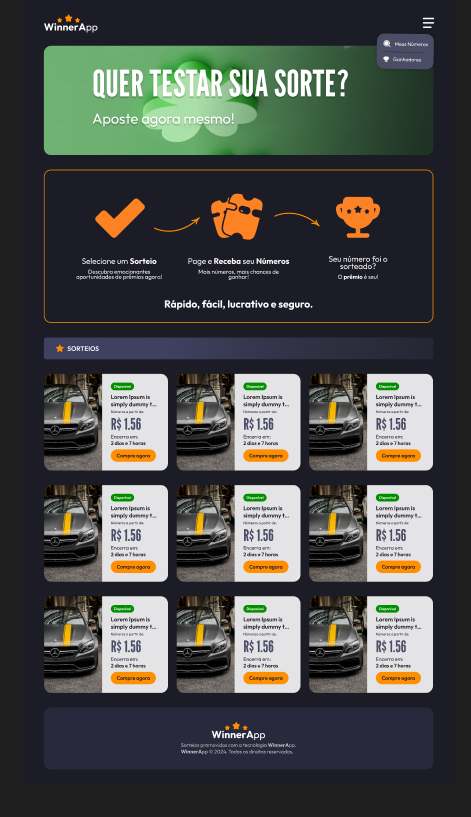 WinnerApp
Meus Números
Ganhadores
QUER TESTAR SUA SORTE?
Aposte agora mesmo!
Selecione um Sorteio
Descubra emocionantes
oportunidades de prêmios agora!
Pague e Receba seu Números
Mais números, mais chances de
ganhar!
Seu número foi o
sorteado?
O prêmio é seu!
Rápido, fácil, lucrativo e seguro.
SORTEIOS
Disponível
Lorem Ipsum is
simply dummy t...
Números a partir de:
R$ 1.56
Encerra em:
2 dias e 7 horas
Compre agora
Disponível
Lorem Ipsum is
simply dummy t...
Números a partir de:
R$ 1.56
Encerra em:
2 dias e 7 horas
Compre agora
Disponível
Lorem Ipsum is
simply dummy t...
Números a partir de:
R$ 1.56
Encerra em:
2 dias e 7 horas
Compre agora
Disponível
Lorem Ipsum is
simply dummy t...
Números a partir de:
R$ 1.56
Encerra em:
2 dias e 7 horas
Compre agora
Disponível
Lorem Ipsum is
simply dummy t...
Números a partir de:
R$ 1.56
Encerra em:
2 dias e 7 horas
Compre agora
Disponível
Lorem Ipsum is
simply dummy t...
Números a partir de:
R$ 1.56
Encerra em:
2 dias e 7 horas
Compre agora
Disponível
Lorem Ipsum is
simply dummy t...
Números a partir de:
R$ 1.56
Encerra em:
2 dias e 7 horas
Compre agora
Disponível
Lorem Ipsum is
simply dummy t...
Números a partir de:
R$ 1.56
Encerra em:
2 dias e 7 horas
Compre agora
Disponível
Lorem Ipsum is
simply dummy t...
Números a partir de:
R$ 1.56
Encerra em:
2 dias e 7 horas
Compre agora
WinnerApp
Sorteios promovidos com a tecnologia WinnerApp.
WinnerApp © 2024. Todos os direitos reservados.